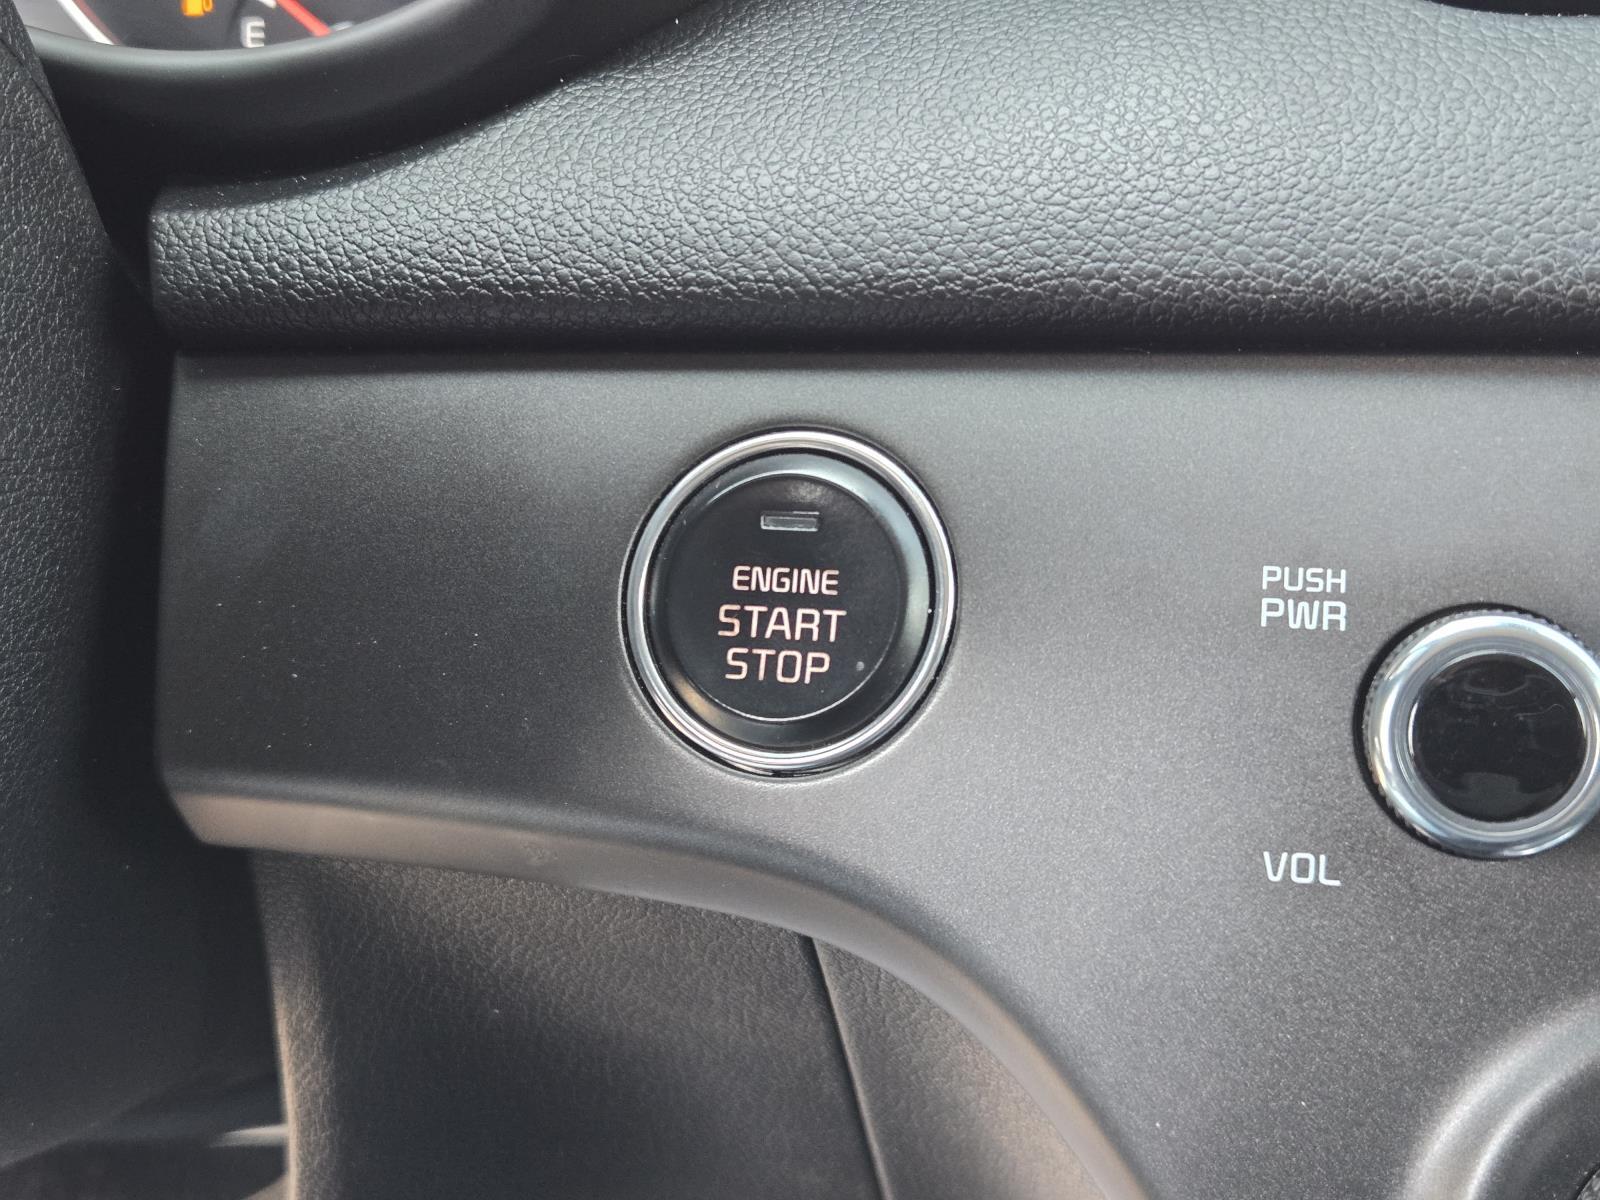 E
ENGINE
START
STOP
PUSH
PWR
VOL